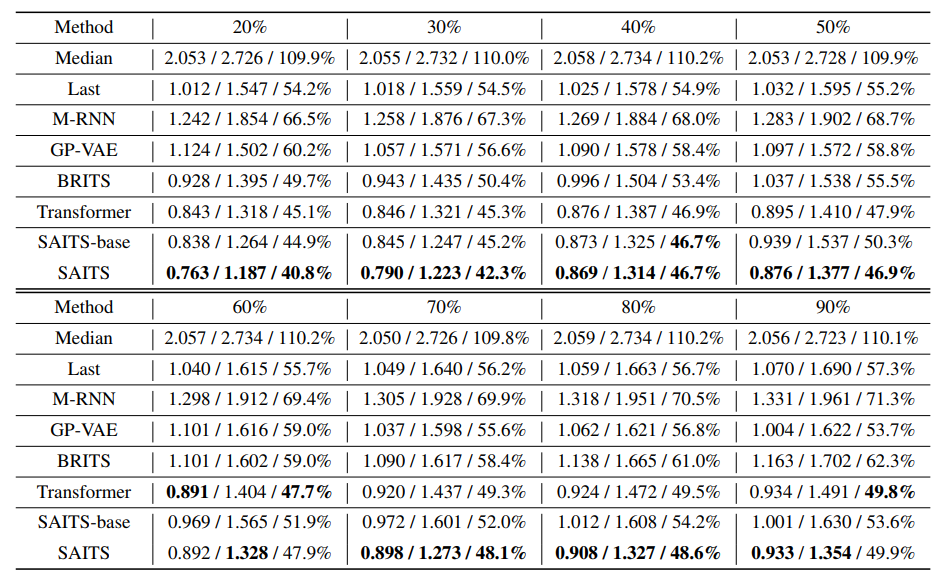 Method 20% 30% 40% 50%
Median 2.053 / 2.726 / 109.9% 2.055 / 2.732 / 110.0% 2.058 / 2.734 / 110.2% 2.053 / 2.728 / 109.9%
Last 1.012 / 1.547 / 54.2% 1.018 / 1.559 / 54.5% 1.025 / 1.578 / 54.9% 1.032 / 1.595 / 55.2%
M-RNN 1.242 / 1.854 / 66.5% 1.258 / 1.876 / 67.3% 1.269 / 1.884 / 68.0% 1.283 / 1.902 / 68.7%
GP-VAE 1.124 / 1.502 / 60.2% 1.057 / 1.571 / 56.6% 1.090 / 1.578 / 58.4% 1.097 / 1.572 / 58.8%
BRITS 0.928 / 1.395 / 49.7% 0.943 / 1.435 / 50.4% 0.996 / 1.504 / 53.4% 1.037 / 1.538 / 55.5%
Transformer 0.843 / 1.318 / 45.1% 0.846 / 1.321 / 45.3% 0.876 / 1.387 / 46.9% 0.895 / 1.410 / 47.9%
SAITS-base 0.838 / 1.264 / 44.9% 0.845 / 1.247 / 45.2% 0.873 / 1.325 / 46.7% 0.939 / 1.537 / 50.3%
SAITS 0.763 / 1.187 / 40.8% 0.790 / 1.223 / 42.3% 0.869 / 1.314 / 46.7% 0.876 / 1.377 / 46.9%
Method 60% 70% 80% 90%
Median 2.057 / 2.734 / 110.2% 2.050 / 2.726 / 109.8% 2.059 / 2.734 / 110.2% 2.056 / 2.723 / 110.1%
Last 1.040 / 1.615 / 55.7% 1.049 / 1.640 / 56.2% 1.059 / 1.663 / 56.7% 1.070 / 1.690 / 57.3%
M-RNN 1.298 / 1.912 / 69.4% 1.305 / 1.928 / 69.9% 1.318 / 1.951 / 70.5% 1.331 / 1.961 / 71.3%
GP-VAE 1.101 / 1.616 / 59.0% 1.037 / 1.598 / 55.6% 1.062 / 1.621 / 56.8% 1.004 / 1.622 / 53.7%
BRITS 1.101 / 1.602 / 59.0% 1.090 / 1.617 / 58.4% 1.138 / 1.665 / 61.0% 1.163 / 1.702 / 62.3%
Transformer 0.891 / 1.404 / 47.7% 0.920 / 1.437 / 49.3% 0.924 / 1.472 / 49.5% 0.934 / 1.491 / 49.8%
SAITS-base 0.969 / 1.565 / 51.9% 0.972 / 1.601 / 52.0% 1.012 / 1.608 / 54.2% 1.001 / 1.630 / 53.6%
SAITS 0.892 / 1.328 / 47.9% 0.898 / 1.273 / 48.1% 0.908 / 1.327 / 48.6% 0.933 / 1.354 / 49.9%